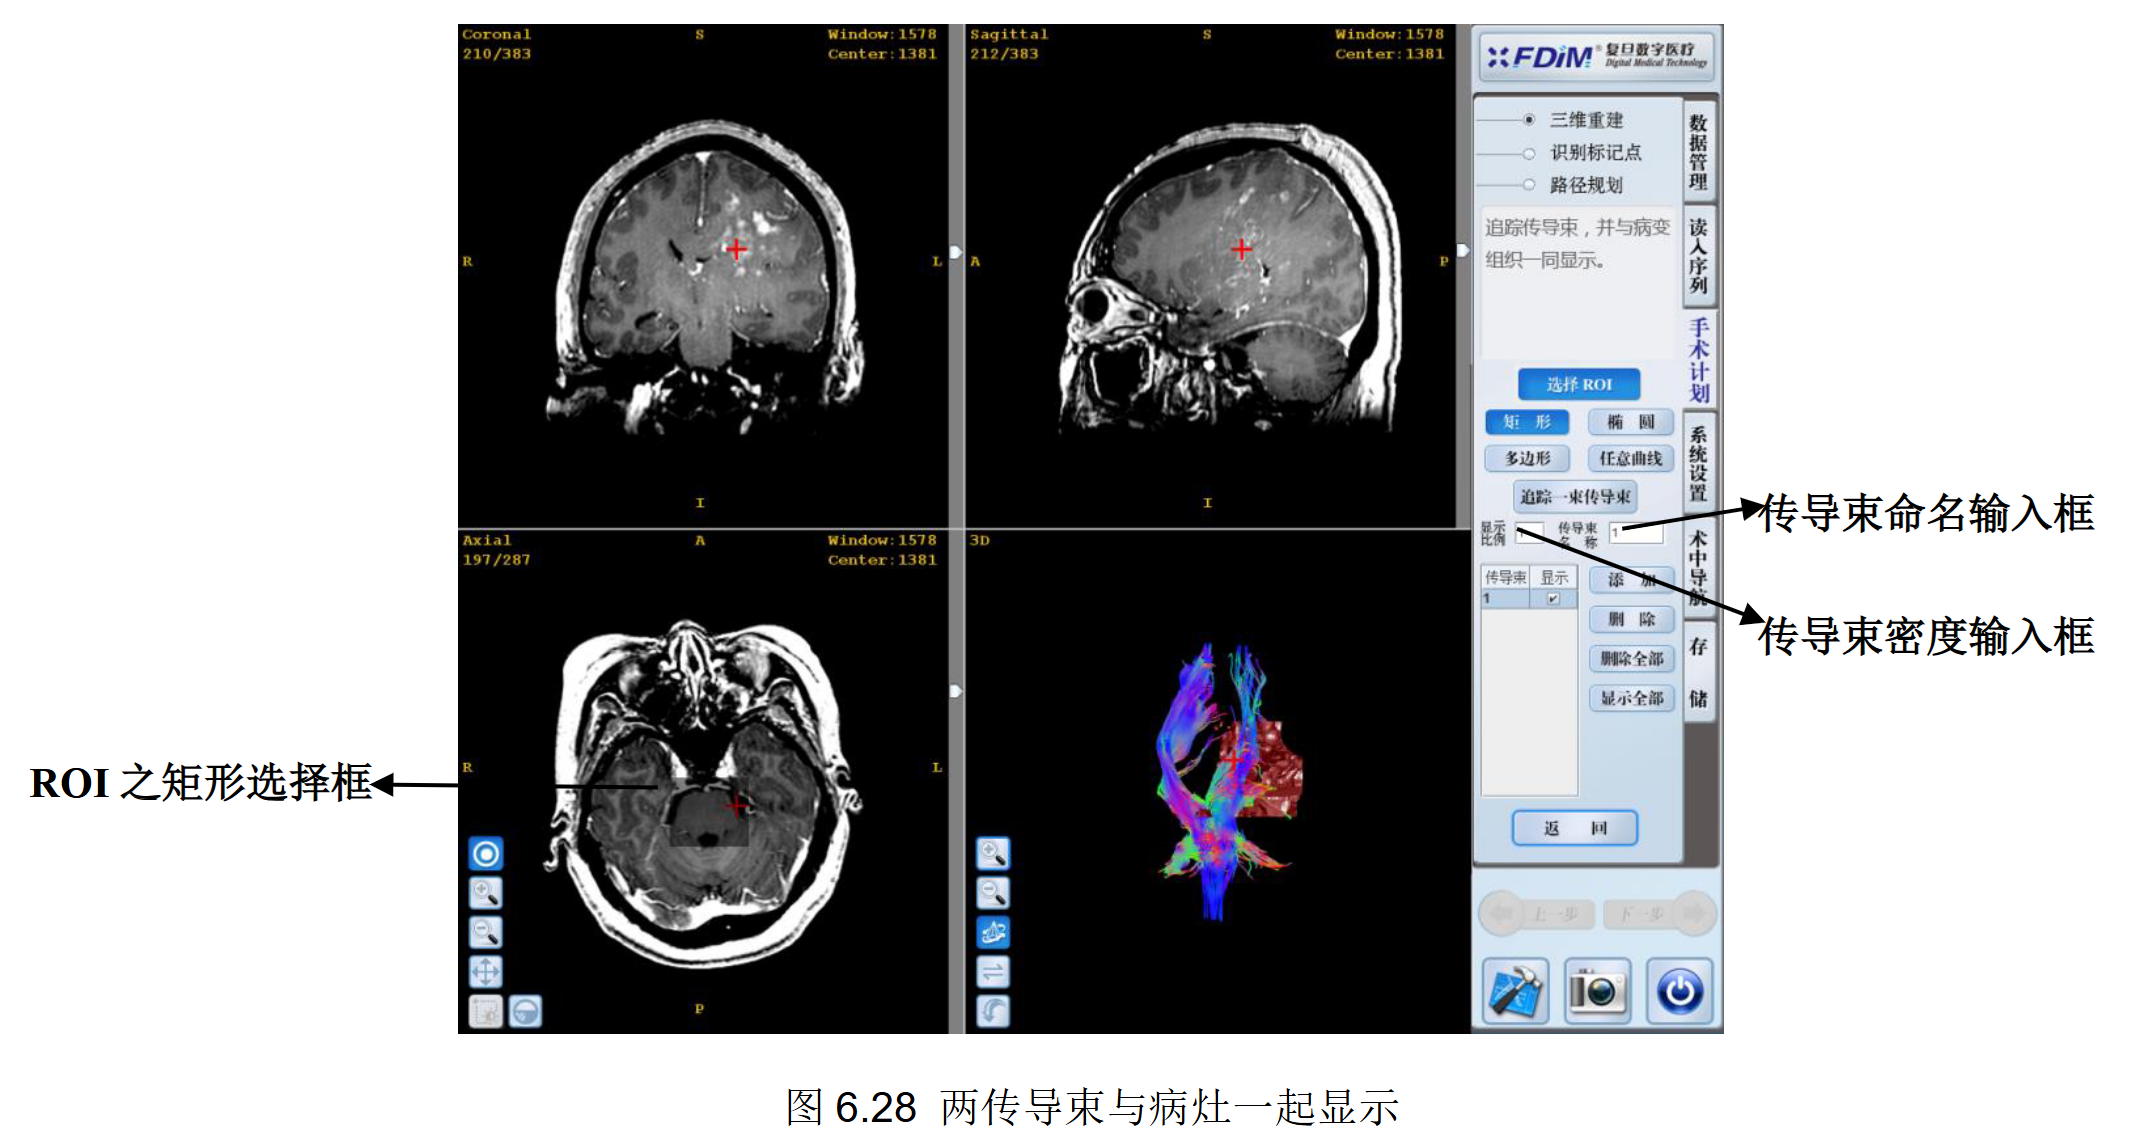 Coronal
210/383
S
Window:1578
Center:1381
R
L
I
Sagittal
212/383
S
Window:1578
Center:1381
A
P
I
Axial
197/287
A
Window:1578
Center:1381
R
L
P
3D
FDiM® 复旦数字医疗
Digital Medical Technology
三维重建
识别标记点
路径规划
追踪传导束，并与病变
组织一同显示。
选择 ROI
矩 形
椭 圆
多边形
任意曲线
追踪一束传导束
显示
比例
1
传导束
名 称
1
传导束 显示
1
添 加
删 除
删除全部
显示全部
返 回
上一步
下一步
数据管理
读入序列
手术计划
系统设置
术中导航
存储
传导束命名输入框
传导束密度输入框
ROI 之矩形选择框
图 6.28 两传导束与病灶一起显示